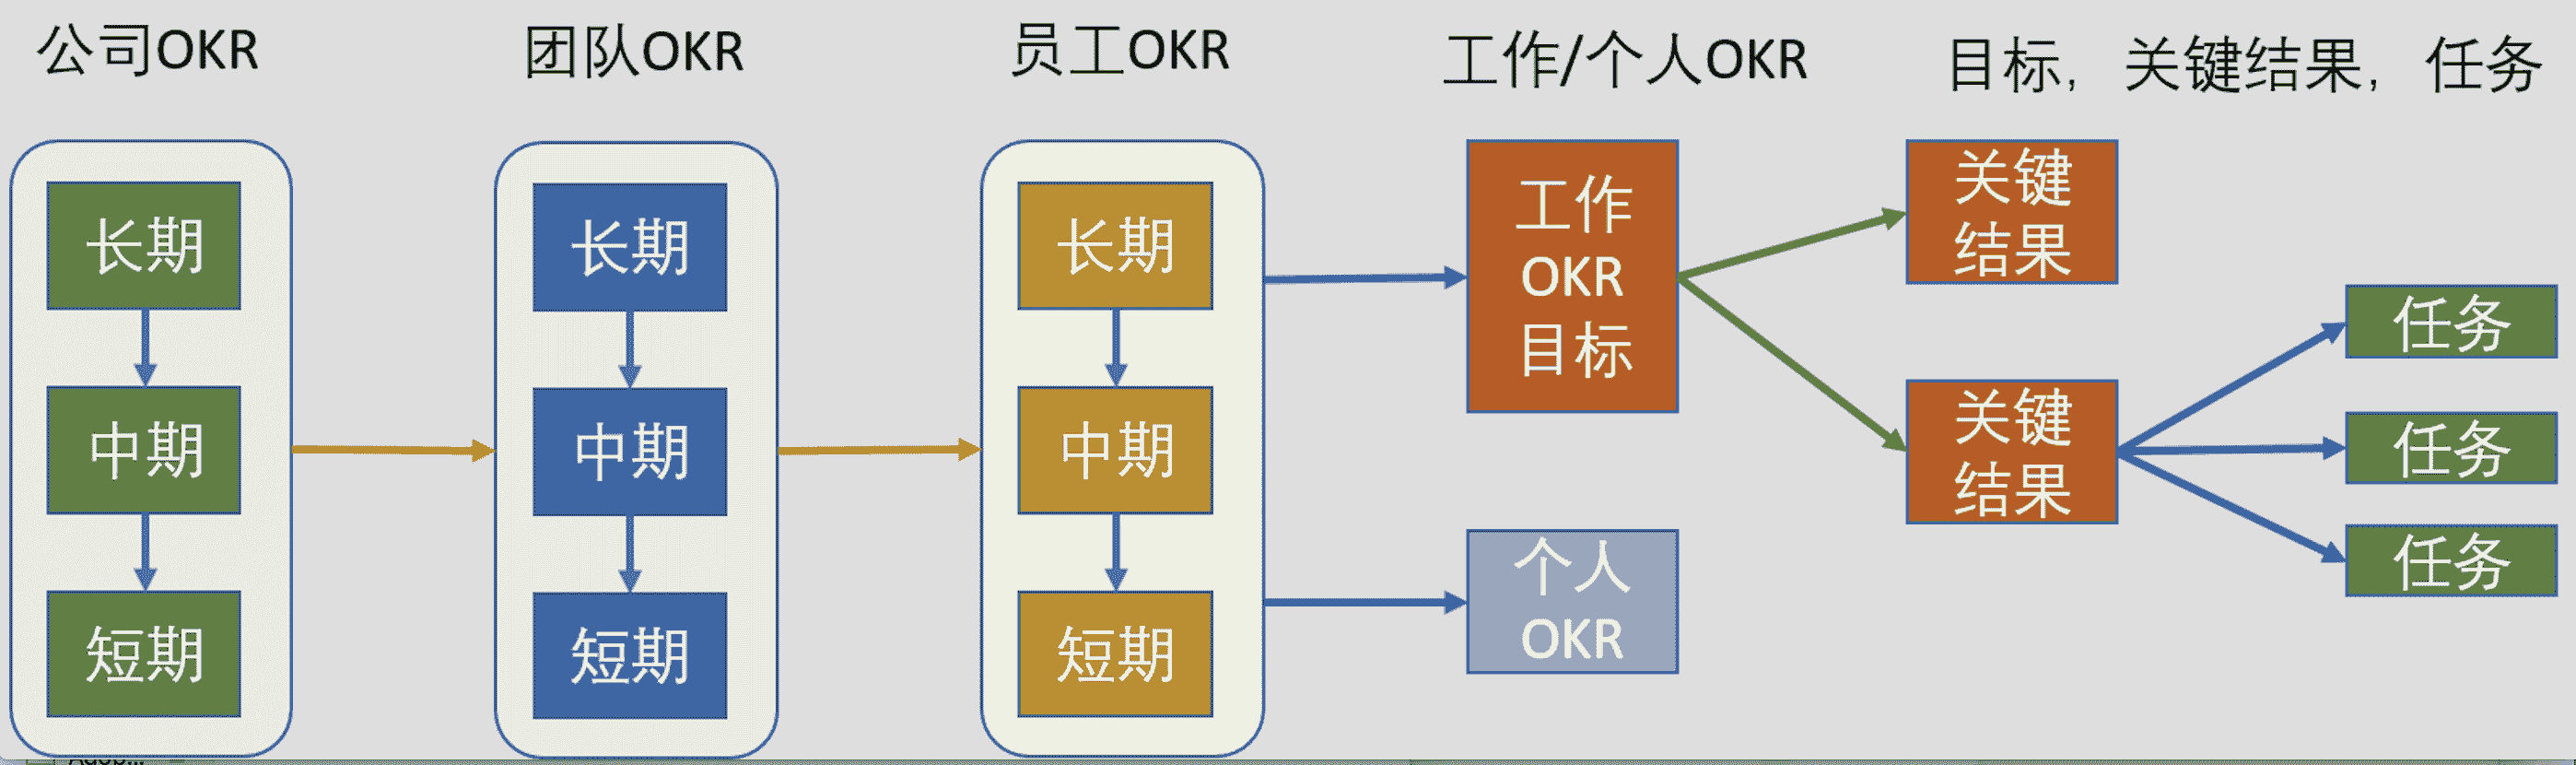 公司OKR
团队OKR
员工OKR
工作/个人OKR
目标，关键结果，任务
长期
中期
短期
长期
中期
短期
长期
中期
短期
工作
OKR
目标
个人
OKR
关键
结果
关键
结果
任务
任务
任务